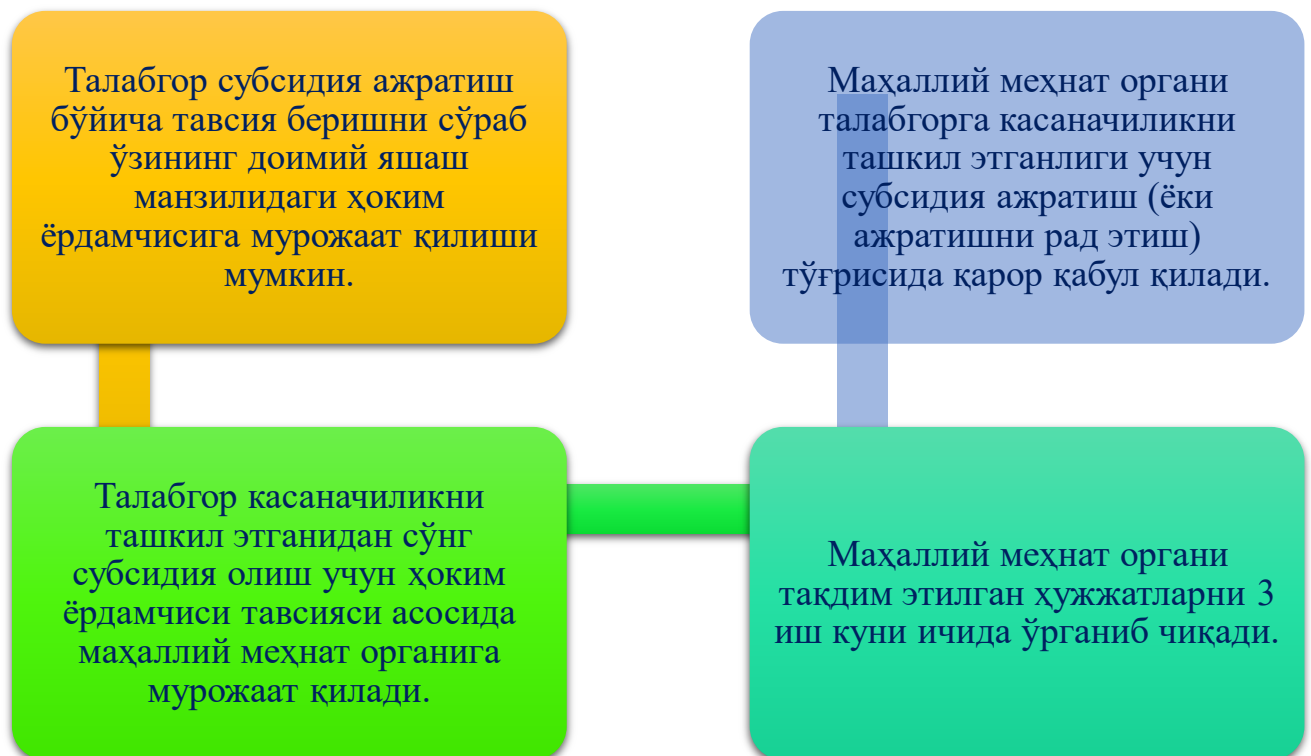 Талабгор субсидия ажратиш
бўйича тавсия беришни сўраб
ўзининг доимий яшаш
манзилидаги ҳоким
ёрдамчисига мурожаат қилиши
мумкин.
Талабгор касаначиликни
ташкил этганидан сўнг
субсидия олиш учун ҳоким
ёрдамчиси тавсияси асосида
маҳаллий меҳнат органига
мурожаат қилади.
Маҳаллий меҳнат органи
тақдим этилган ҳужжатларни 3
иш куни ичида ўрганиб чиқади.
Маҳаллий меҳнат органи
талабгорга касаначиликни
ташкил этганлиги учун
субсидия ажратиш (ёки
ажратишни рад этиш)
тўғрисида қарор қабул қилади.